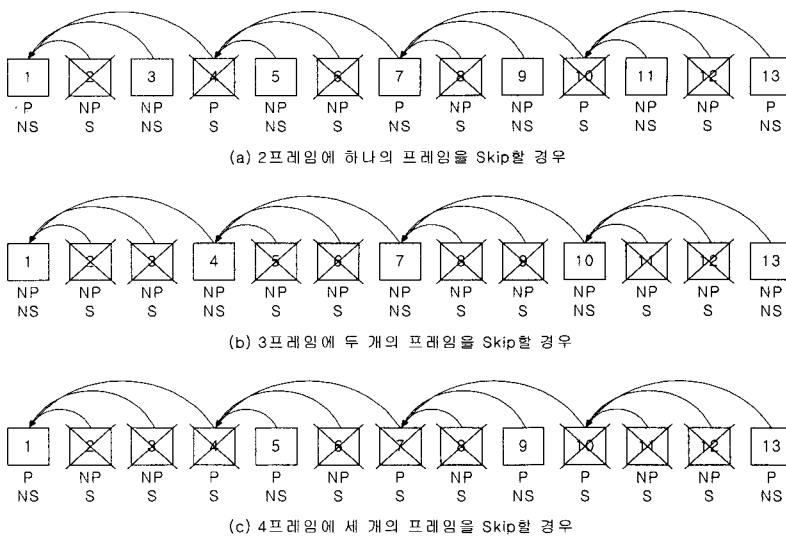 1 2 3 4 5 6 7 8 9 10 11 12 13
P NP NP P NP NP P NP NP P NP NP P
NS S NS S NS S NS S NS S NS S NS
(a) 2프레임에 하나의 프레임을 Skip할 경우
1 2 3 4 5 6 7 8 9 10 11 12 13
NP NP NP NP NP NP NP NP NP NP NP NP NP
NS S S NS S S NS S S NS S S NS
(b) 3프레임에 두 개의 프레임을 Skip할 경우
1 2 3 4 5 6 7 8 9 10 11 12 13
P NP NP P P NP P NP P P NP NP P
NS S S S NS S S S NS S S S NS
(c) 4프레임에 세 개의 프레임을 Skip할 경우